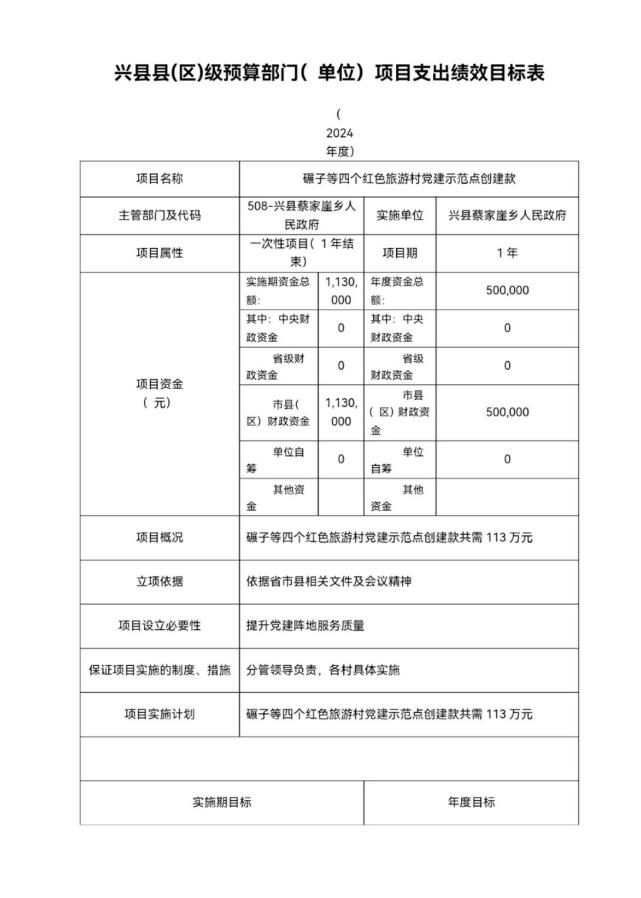 兴县县(区)级预算部门( 单位) 项目支出绩效目标表
(
2024
年度)
项目名称
碾子等四个红色旅游村党建示范点创建款
主管部门及代码
508-兴县蔡家崖乡人
民政府
实施单位
兴县蔡家崖乡人民政府
项目属性
一次性项目( 1 年结
束)
项目期
1 年
项目资金
( 元)
实施期资金总
额:
1,130,
000
年度资金总
额:
500,000
其中: 中央财
政资金
0
其中: 中央
财政资金
0
省级财
政资金
0
省级
财政资金
0
市县(
区) 财政资金
1,130,
000
市县
( 区) 财政资
金
500,000
单位自
筹
0
单位
自筹
0
其他资
金
其他
资金
项目概况
碾子等四个红色旅游村党建示范点创建款共需 113 万元
立项依据
依据省市县相关文件及会议精神
项目设立必要性
提升党建阵地服务质量
保证项目实施的制度、措施
分管领导负责, 各村具体实施
项目实施计划
碾子等四个红色旅游村党建示范点创建款共需 113 万元
实施期目标
年度目标